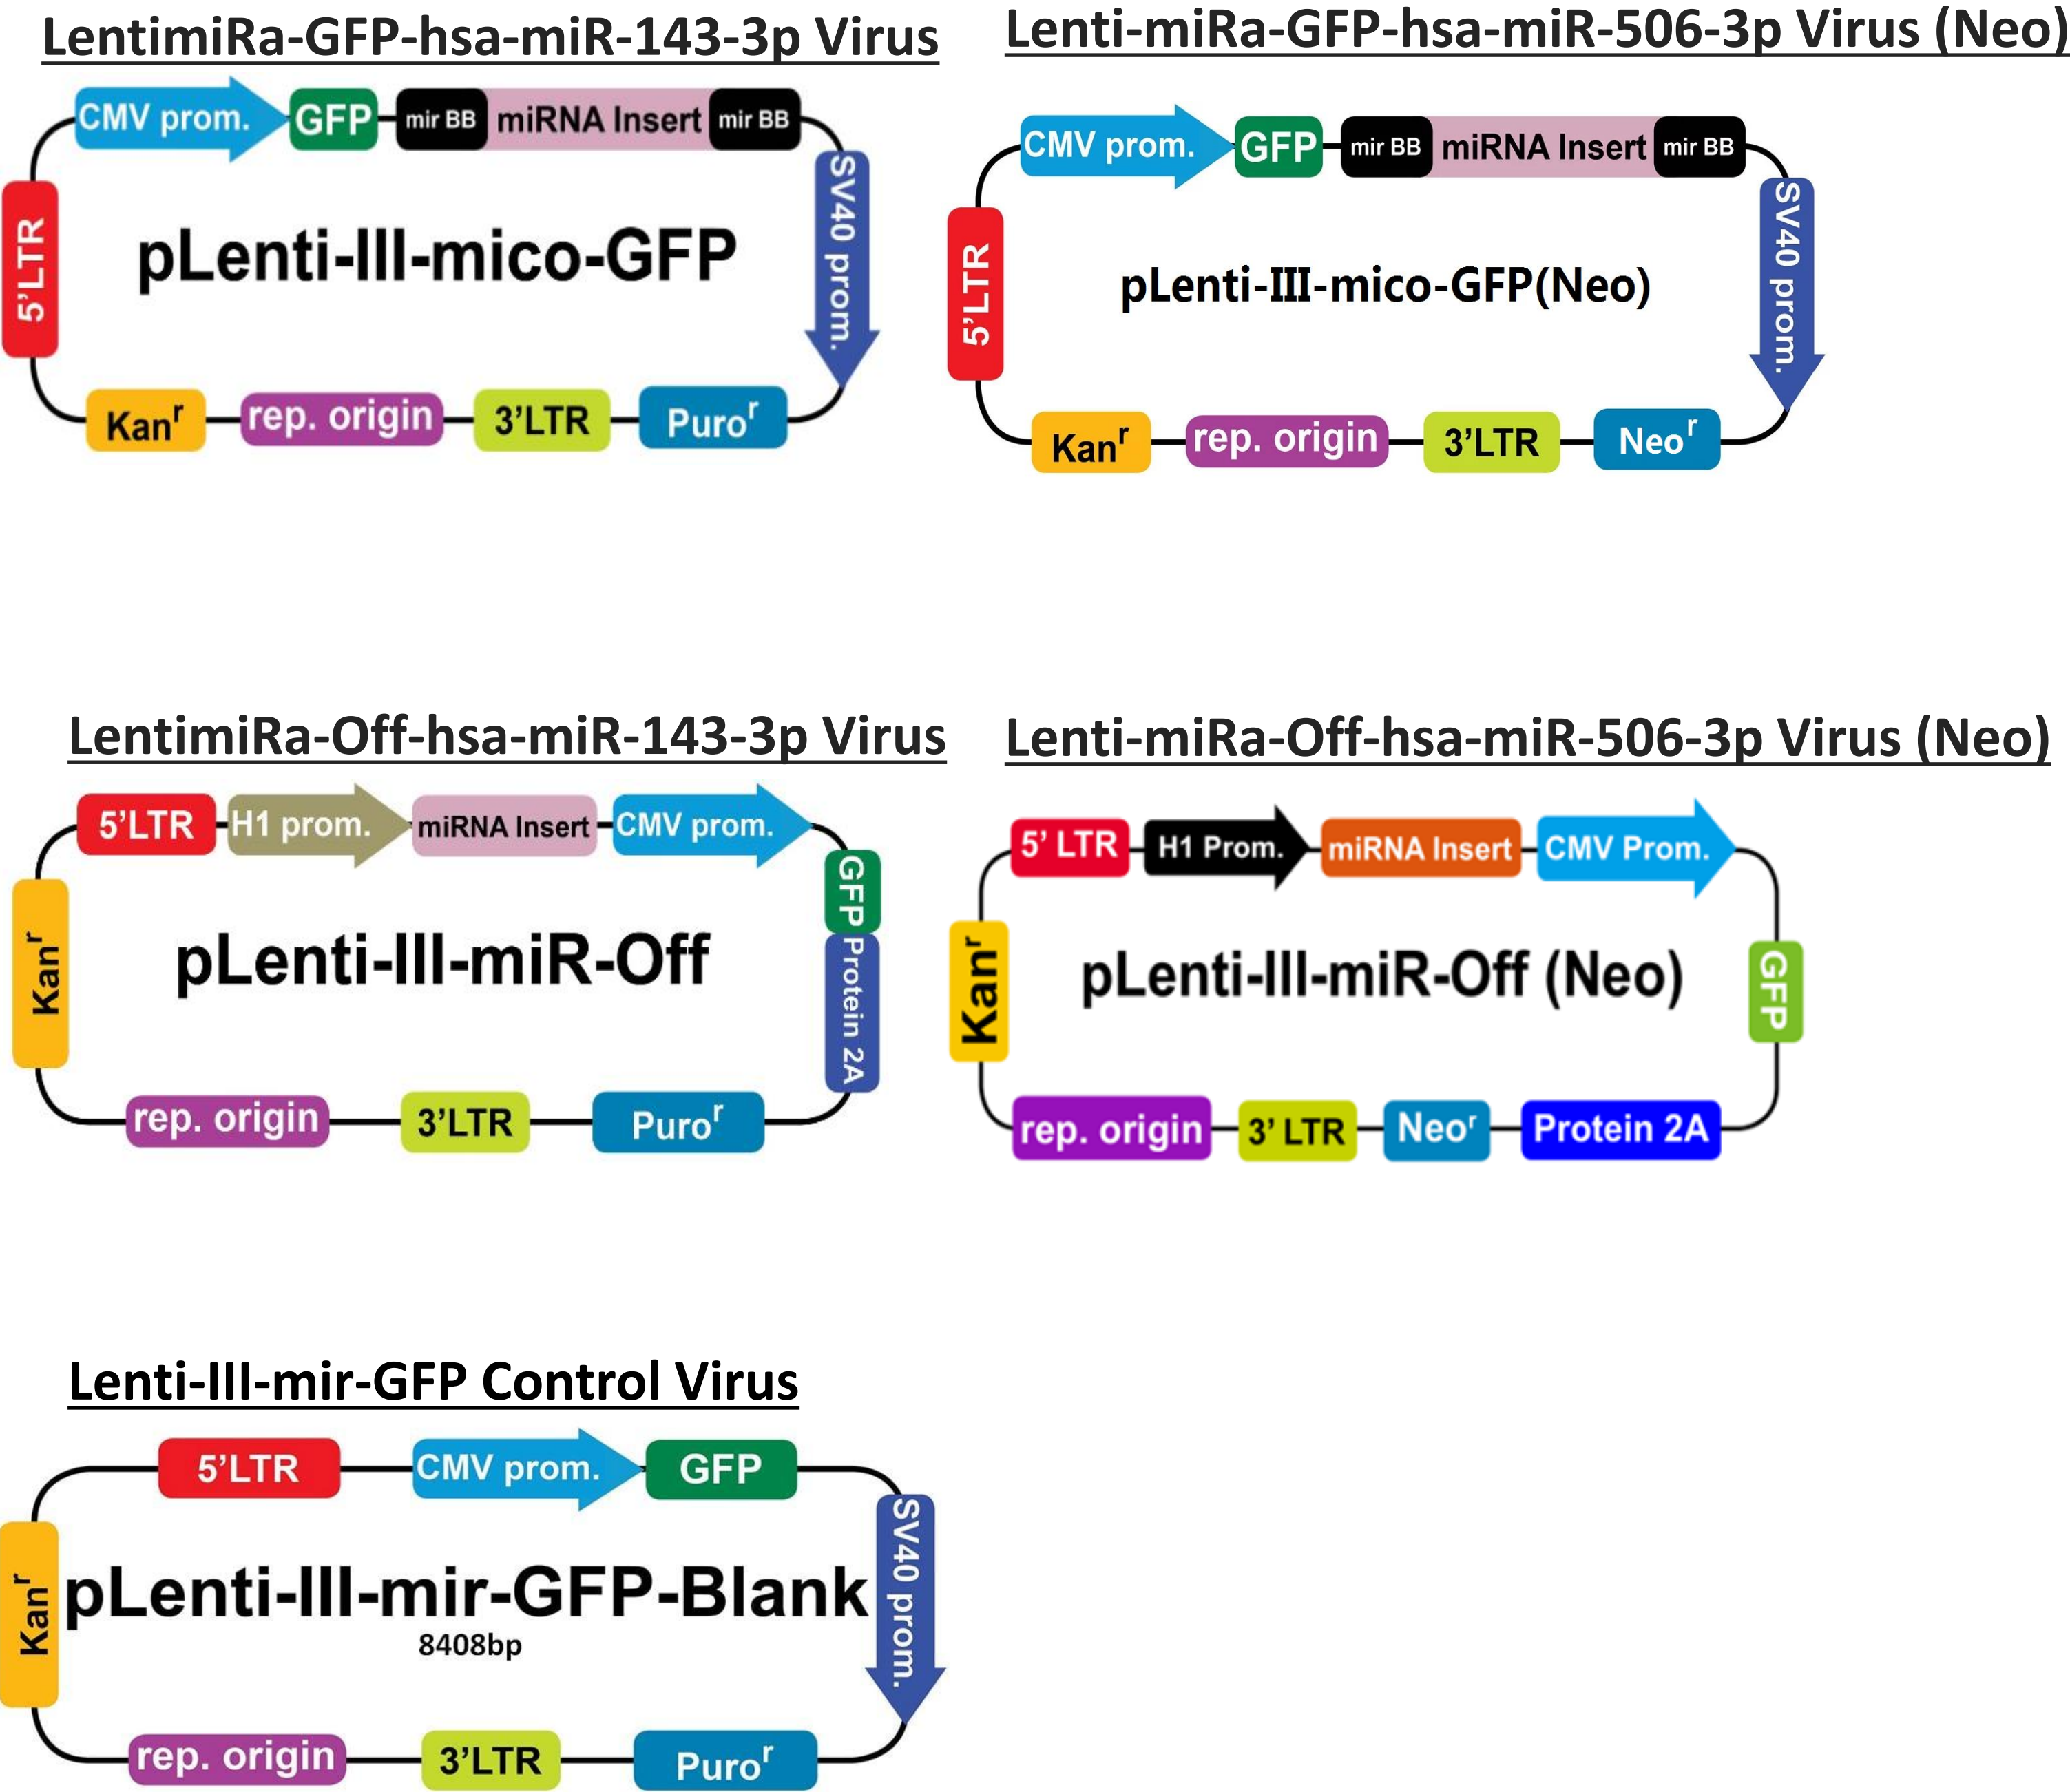 LentimiRa-GFP-hsa-miR-143-3p Virus
CMV prom. GFP mir BB miRNA Insert mir BB
SV40 prom.
5'LTR
pLenti-III-mico-GFP
Kanr rep. origin 3'LTR Puror
Lenti-miRa-GFP-hsa-miR-506-3p Virus (Neo)
CMV prom. GFP mir BB miRNA Insert mir BB
SV40 prom.
5'LTR
pLenti-III-mico-GFP(Neo)
Kanr rep. origin 3'LTR Neor
LentimiRa-Off-hsa-miR-143-3p Virus
5'LTR H1 prom. miRNA Insert CMV prom.
GFP
Protein 2A
Kanr
pLenti-III-miR-Off
rep. origin 3'LTR Puror
Lenti-miRa-Off-hsa-miR-506-3p Virus (Neo)
5' LTR H1 Prom. miRNA Insert CMV Prom.
GFP
Kanr
pLenti-III-miR-Off (Neo)
rep. origin 3' LTR Neor Protein 2A
Lenti-III-mir-GFP Control Virus
5'LTR CMV prom. GFP
SV40 prom.
Kanr
pLenti-III-mir-GFP-Blank
8408bp
rep. origin 3'LTR Puror